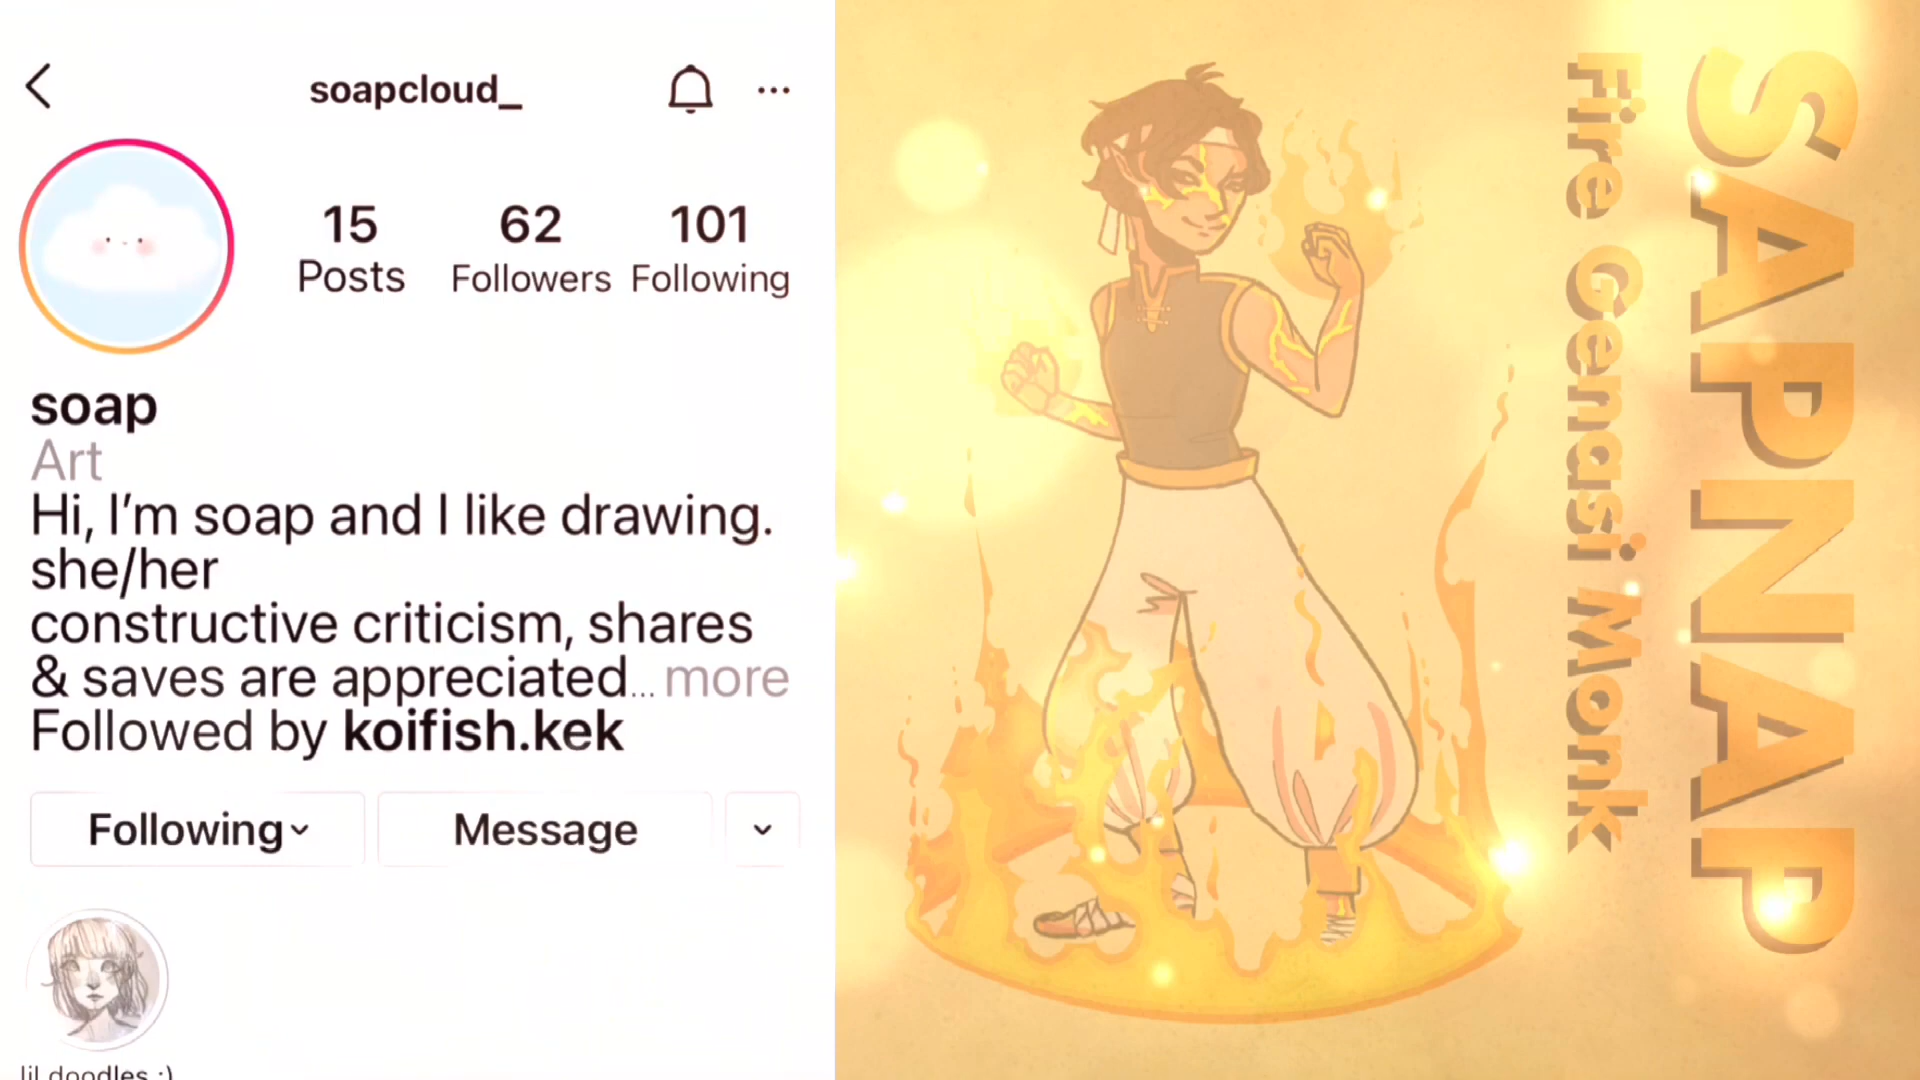 soapcloud_
15
Posts
62
Followers
101
Following
soap
Art
Hi, I'm soap and I like drawing.
she/her
constructive criticism, shares
& saves are appreciated... more
Followed by koifish.kek
Following
Message
lil doodles :)
SAPNAP
Fire Genasi Monk